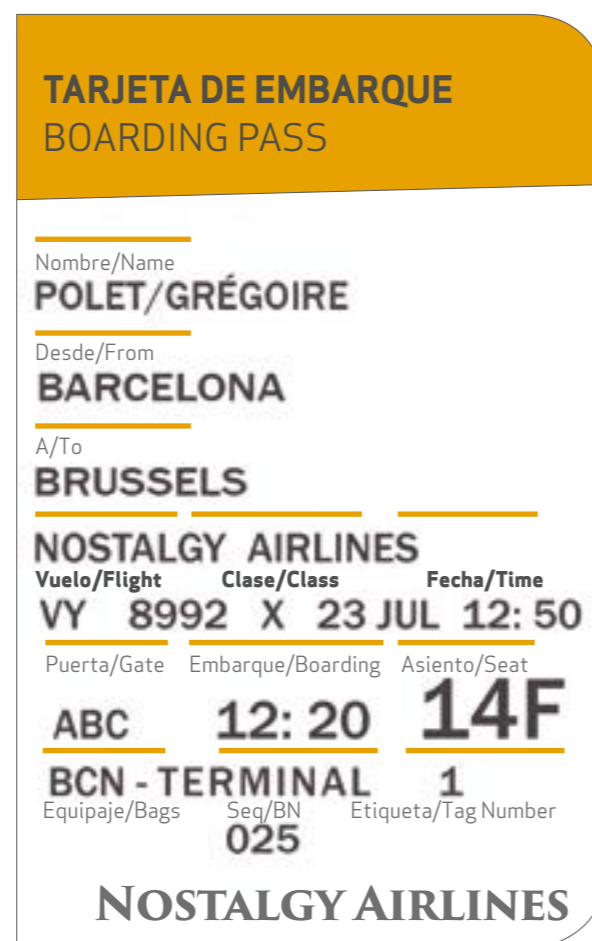 TARJETA DE EMBARQUE
BOARDING PASS
Nombre/Name
POLET/GRÉGOIRE
Desde/From
BARCELONA
A/To
BRUSSELS
NOSTALGY AIRLINES
Vuelo/Flight Clase/Class Fecha/Time
VY 8992 X 23 JUL 12: 50
Puerta/Gate Embarque/Boarding Asiento/Seat
ABC 12: 20 14F
BCN - TERMINAL 1
Equipaje/Bags Seq/BN Etiqueta/Tag Number
025
NOSTALGY AIRLINES